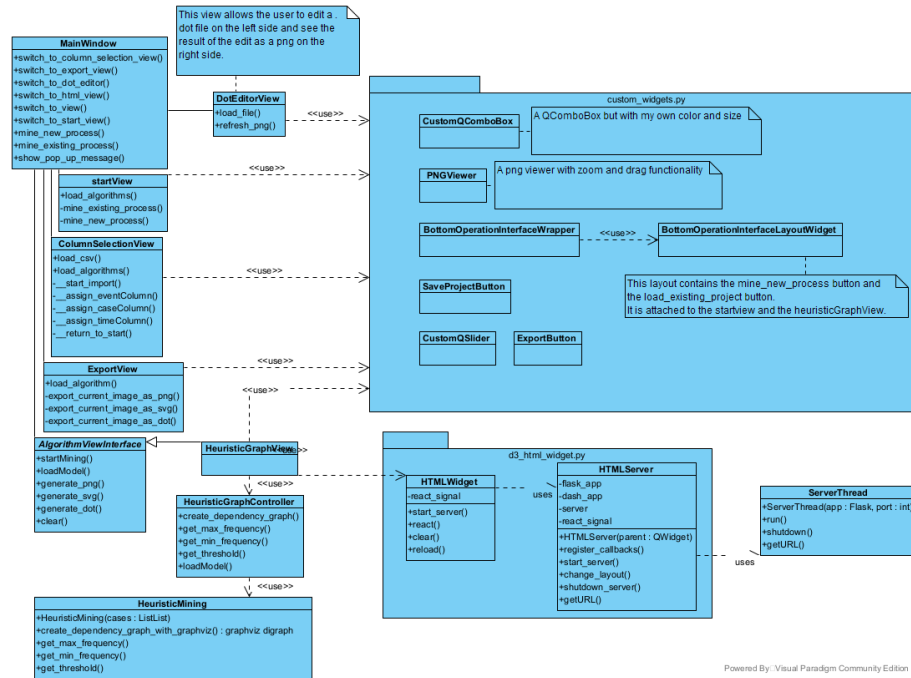 This view allows the user to edit a .
dot file on the left side and see the
result of the edit as a png on the
right side.
MainWindow
+switch_to_column_selection_view()
+switch_to_export_view()
+switch_to_dot_editor()
+switch_to_html_view()
+switch_to_view()
+switch_to_start_view()
+mine_new_process()
+mine_existing_process()
+show_pop_up_message()
DotEditorView
+load_file()
+refresh_png()
<<use>>
startView
+load_algorithms()
-mine_existing_process()
-mine_new_process()
<<use>>
ColumnSelectionView
+load_csv()
+load_algorithms()
-__start_import()
-__assign_eventColumn()
-__assign_caseColumn()
-__assign_timeColumn()
-__return_to_start()
<<use>>
ExportView
+load_algorithm()
-export_current_image_as_png()
-export_current_image_as_svg()
-export_current_image_as_dot()
<<use>>
<<use>>
AlgorithmViewInterface
+startMining()
+loadModel()
+generate_png()
+generate_svg()
+generate_dot()
+clear()
HeuristicGraphView
<<use>>
<<use>>
HeuristicGraphController
+create_dependency_graph()
+get_max_frequency()
+get_min_frequency()
+get_threshold()
+loadModel()
<<use>>
HeuristicMining
+HeuristicMining(cases : ListList)
+create_dependency_graph_with_graphviz() : graphviz digraph
+get_max_frequency()
+get_min_frequency()
+get_threshold()
custom_widgets.py
CustomQComboBox
A QComboBox but with my own color and size
PNGViewer
A png viewer with zoom and drag functionality
BottomOperationInterfaceWrapper
<<use>>
BottomOperationInterfaceLayoutWidget
This layout contains the mine_new_process button and
the load_existing_project button.
It is attached to the startview and the heuristicGraphView.
SaveProjectButton
CustomQSlider
ExportButton
d3_html_widget.py
HTMLWidget
-react_signal
+start_server()
+react()
+clear()
+reload()
uses
HTMLServer
-flask_app
-dash_app
-server
-react_signal
+HTMLServer(parent : QWidget)
+register_callbacks()
+start_server()
+change_layout()
+shutdown_server()
+getURL()
uses
ServerThread
+ServerThread(app : Flask, port : int)
+run()
+shutdown()
+getURL()
Powered By: Visual Paradigm Community Edition